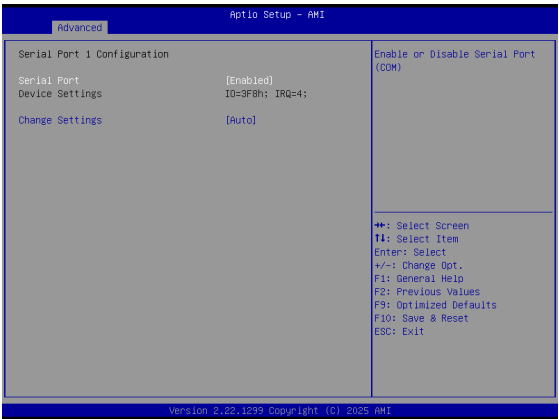 Aptio Setup - AMI
Advanced
Serial Port 1 Configuration
Serial Port [Enabled]
Device Settings IO=3F8h; IRQ=4;
Change Settings [Auto]
Enable or Disable Serial Port
(COM)
→←: Select Screen
↑↓: Select Item
Enter: Select
+/-: Change Opt.
F1: General Help
F2: Previous Values
F9: Optimized Defaults
F10: Save & Reset
ESC: Exit
Version 2.22.1299 Copyright (C) 2025 AMI